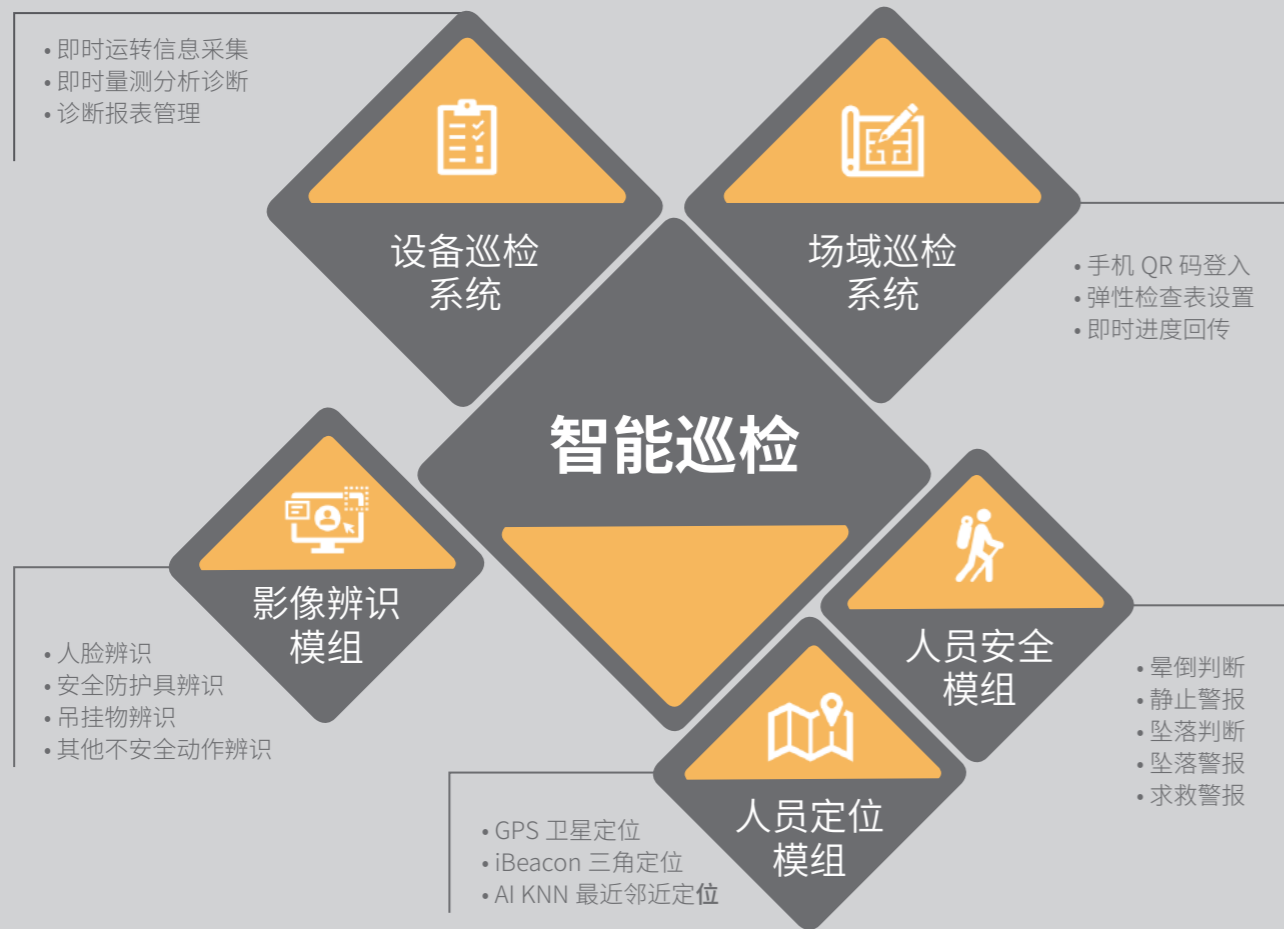 • 即时运转信息采集
• 即时量测分析诊断
• 诊断报表管理
设备巡检
系统
场域巡检
系统
• 手机 QR 码登入
• 弹性检查表设置
• 即时进度回传
智能巡检
影像辨识
模组
• 人脸辨识
• 安全防护具辨识
• 吊挂物辨识
• 其他不安全动作辨识
人员安全
模组
• 晕倒判断
• 静止警报
• 坠落判断
• 坠落警报
• 求救警报
人员定位
模组
• GPS 卫星定位
• iBeacon 三角定位
• AI KNN 最近邻近定位